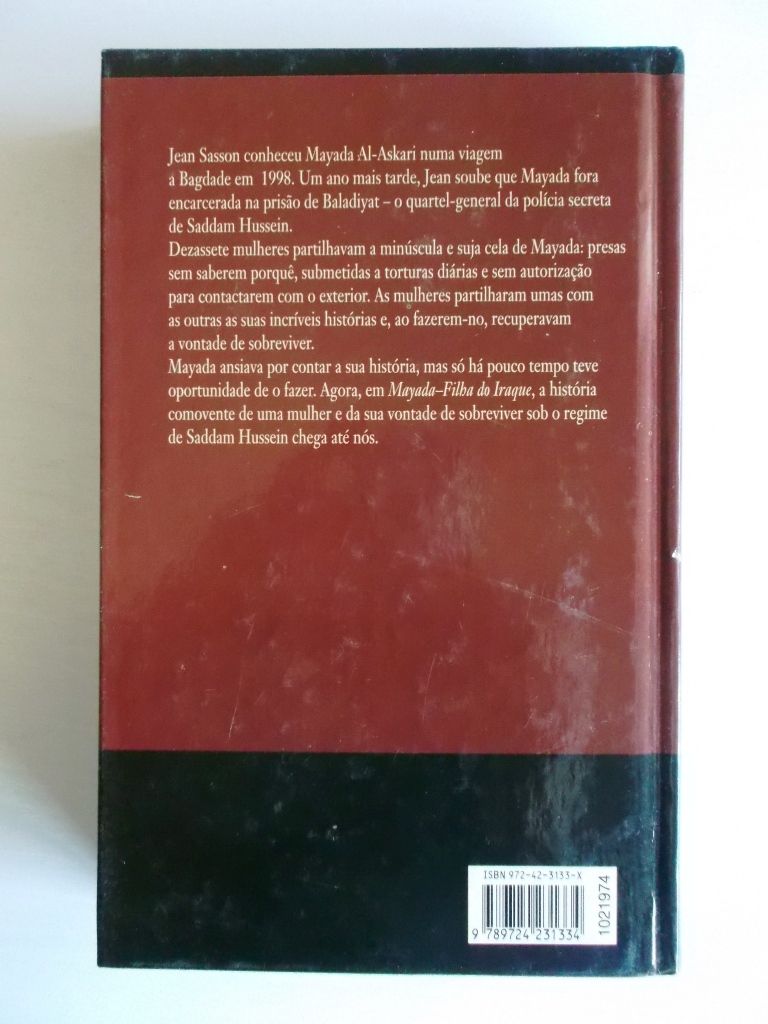 Jean Sasson conheceu Mayada Al-Askari numa viagem
a Bagdade em 1998. Um ano mais tarde, Jean soube que Mayada fora
encarcerada na prisão de Baladiyat – o quartel-general da polícia secreta
de Saddam Hussein.
Dezassete mulheres partilhavam a minúscula e suja cela de Mayada: presas
sem saberem porquê, submetidas a torturas diárias e sem autorização
para contactarem com o exterior. As mulheres partilharam umas com
as outras as suas incríveis histórias e, ao fazerem-no, recuperavam
a vontade de sobreviver.
Mayada ansiava por contar a sua história, mas só há pouco tempo teve
oportunidade de o fazer. Agora, em Mayada–Filha do Iraque, a história
comovente de uma mulher e da sua vontade de sobreviver sob o regime
de Saddam Hussein chega até nós.
ISBN 972-42-3133-X
9 789724 231334
1021974